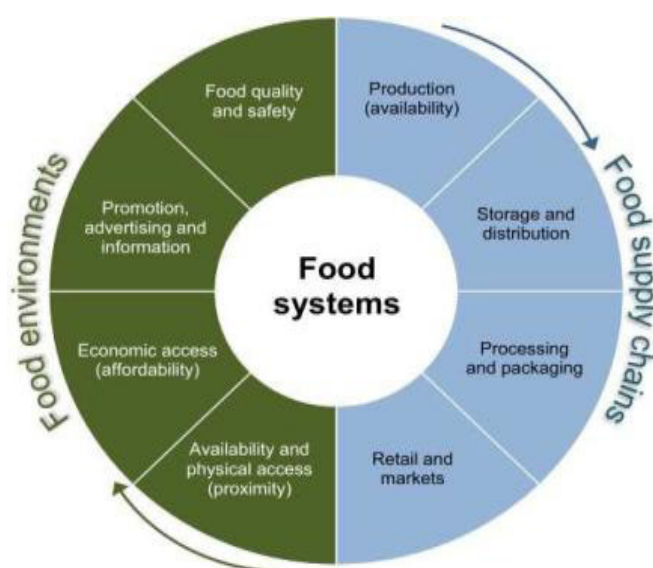 Food quality
and safety
Production
(availability)
Promotion,
advertising and
information
Storage and
distribution
Food
systems
Economic access
(affordability)
Processing
and packaging
Availability and
physical access
(proximity)
Retail and
markets
Food environments
Food supply chains